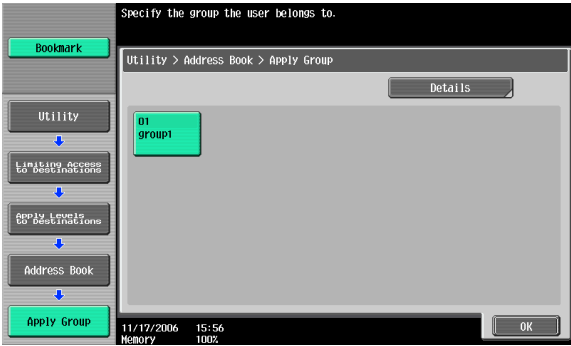 Specify the group the user belongs to.
Bookmark
Utility > Address Book > Apply Group
Details
Utility
01
group1
Limiting Access
to Destinations
Apply Levels
to Destinations
Address Book
Apply Group
11/17/2006 15:56
Memory 100%
OK